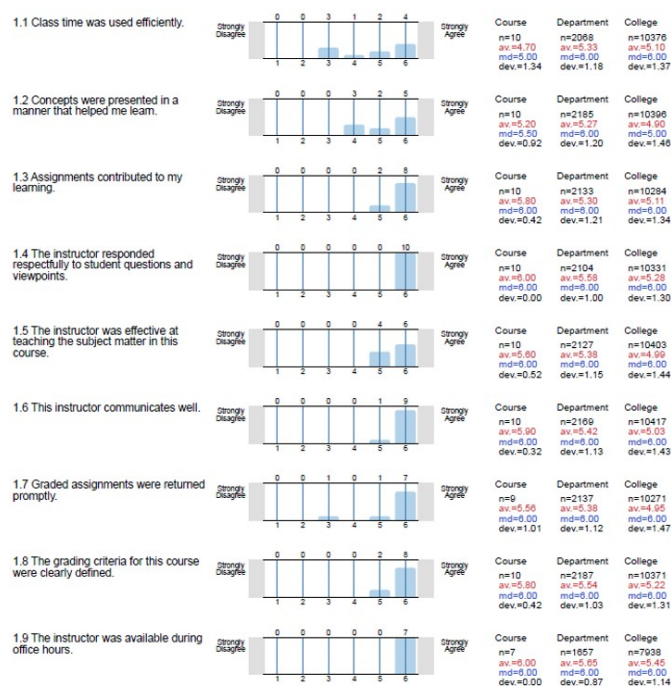 1.1 Class time was used efficiently.
Strongly Disagree
0 0 3 1 2 4
1 2 3 4 5 6
Strongly Agree
Course Department College
n=10 n=2068 n=10376
av.=4.70 av.=5.33 av.=5.10
md=5.00 md=6.00 md=6.00
dev.=1.34 dev.=1.18 dev.=1.37
1.2 Concepts were presented in a
manner that helped me learn.
Strongly Disagree
0 0 0 3 2 5
1 2 3 4 5 6
Strongly Agree
Course Department College
n=10 n=2185 n=10396
av.=5.20 av.=5.27 av.=4.90
md=5.50 md=6.00 md=5.00
dev.=0.92 dev.=1.20 dev.=1.46
1.3 Assignments contributed to my
learning.
Strongly Disagree
0 0 0 0 2 8
1 2 3 4 5 6
Strongly Agree
Course Department College
n=10 n=2133 n=10284
av.=5.80 av.=5.30 av.=5.11
md=6.00 md=6.00 md=6.00
dev.=0.42 dev.=1.21 dev.=1.34
1.4 The instructor responded
respectfully to student questions and
viewpoints.
Strongly Disagree
0 0 0 0 0 10
1 2 3 4 5 6
Strongly Agree
Course Department College
n=10 n=2104 n=10331
av.=6.00 av.=5.58 av.=5.28
md=6.00 md=6.00 md=6.00
dev.=0.00 dev.=1.00 dev.=1.30
1.5 The instructor was effective at
teaching the subject matter in this
course.
Strongly Disagree
0 0 0 0 4 6
1 2 3 4 5 6
Strongly Agree
Course Department College
n=10 n=2127 n=10403
av.=5.60 av.=5.38 av.=4.99
md=6.00 md=6.00 md=6.00
dev.=0.52 dev.=1.15 dev.=1.44
1.6 This instructor communicates well.
Strongly Disagree
0 0 0 0 1 9
1 2 3 4 5 6
Strongly Agree
Course Department College
n=10 n=2169 n=10417
av.=5.90 av.=5.42 av.=5.03
md=6.00 md=6.00 md=6.00
dev.=0.32 dev.=1.13 dev.=1.43
1.7 Graded assignments were returned
promptly.
Strongly Disagree
0 0 1 0 1 7
1 2 3 4 5 6
Strongly Agree
Course Department College
n=9 n=2137 n=10271
av.=5.56 av.=5.38 av.=4.95
md=6.00 md=6.00 md=6.00
dev.=1.01 dev.=1.12 dev.=1.47
1.8 The grading criteria for this course
were clearly defined.
Strongly Disagree
0 0 0 0 2 8
1 2 3 4 5 6
Strongly Agree
Course Department College
n=10 n=2187 n=10371
av.=5.80 av.=5.54 av.=5.22
md=6.00 md=6.00 md=6.00
dev.=0.42 dev.=1.03 dev.=1.31
1.9 The instructor was available during
office hours.
Strongly Disagree
0 0 0 0 0 7
1 2 3 4 5 6
Strongly Agree
Course Department College
n=7 n=1657 n=7938
av.=6.00 av.=5.65 av.=5.45
md=6.00 md=6.00 md=6.00
dev.=0.00 dev.=0.87 dev.=1.14